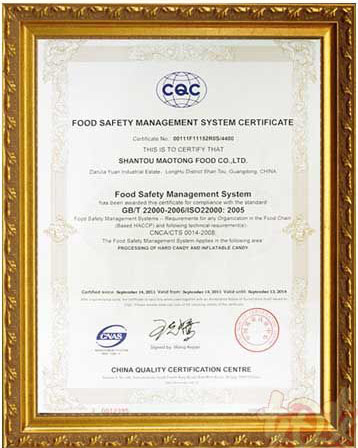 CQC
FOOD SAFETY MANAGEMENT SYSTEM CERTIFICATE
Certificate No.: 00111F11152R0S/4400
THIS IS TO CERTIFY THAT
SHANTOU MAOTONG FOOD CO.,LTD.
DanJia Yuan Industrial Estate, LongHu District Shan Tou, Guangdong, CHINA
Food Safety Management System
has been awarded this certificate for compliance with the standard
GB/T 22000-2006/ISO22000: 2005
Food Safety Management Systems – Requirements for any Organization in the Food Chain
(Based HACCP) and following technical requirement(s):
CNCA/CTS 0014-2008;
The Food Safety Management System Applies in the following area:
PROCESSING OF HARD CANDY AND INFLATABLE CANDY
Certified since: September 14, 2011 Valid from: September 14, 2011 Valid until: September 13, 2014
CNAS
Signed by: Wang Kejiao
CHINA QUALITY CERTIFICATION CENTRE